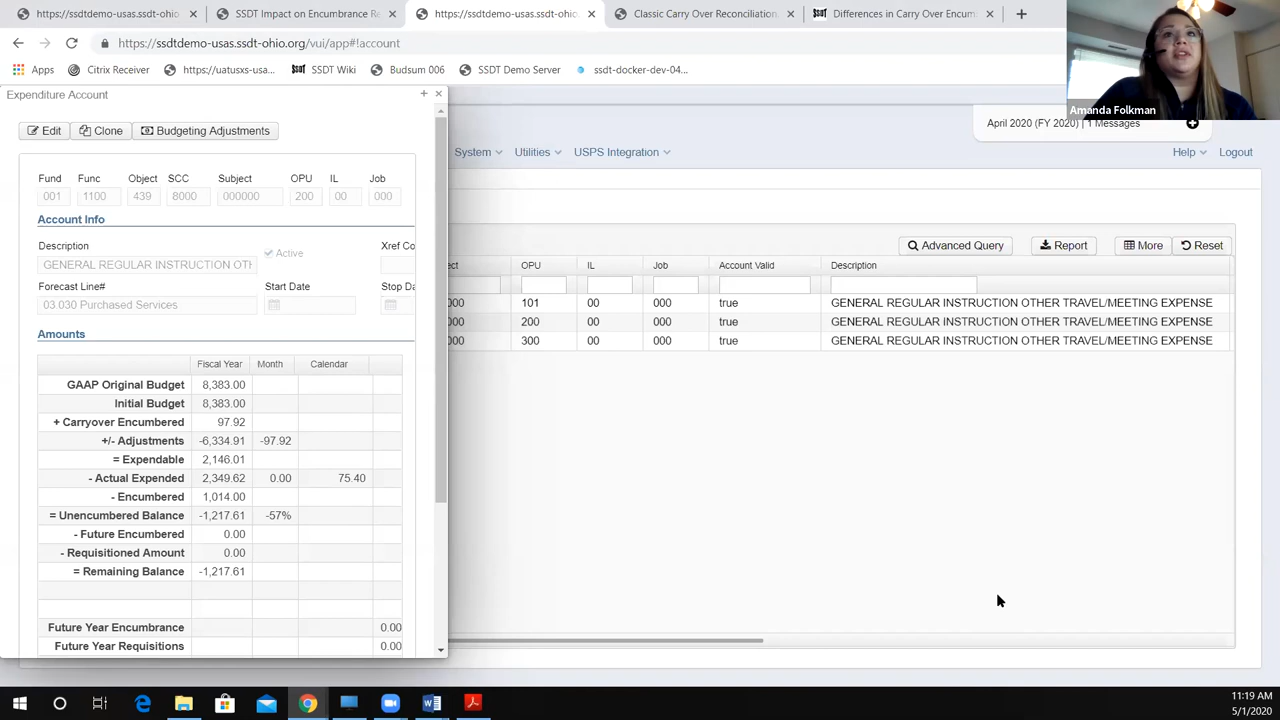 https://ssdtdemo-usas.ssdt-ohio. SSDT Impact on Encumbrance Re https://ssdtdemo-usas.ssdt-ohio. Classic Carry Over Reconciliation. Differences in Carry Over Encum
https://ssdtdemo-usas.ssdt-ohio.org/vui/app#!account
Apps Citrix Receiver https://uatusxs-usa... SSDT Wiki Budsum 006 SSDT Demo Server ssdt-docker-dev-04...
Amanda Folkman
Expenditure Account
April 2020 (FY 2020) | 1 Messages
Edit Clone Budgeting Adjustments
System Utilities USPS Integration Help Logout
Fund Func Object SCC Subject OPU IL Job
001 1100 439 8000 000000 200 00 000
Account Info
Description Active Xref Co
GENERAL REGULAR INSTRUCTION OTH
Forecast Line# Start Date Stop Da
03.030 Purchased Services
Amounts
Fiscal Year Month Calendar
GAAP Original Budget 8,383.00
Initial Budget 8,383.00
+ Carryover Encumbered 97.92
+/- Adjustments -6,334.91 -97.92
= Expendable 2,146.01
- Actual Expended 2,349.62 0.00 75.40
- Encumbered 1,014.00
= Unencumbered Balance -1,217.61 -57%
- Future Encumbered 0.00
- Requisitioned Amount 0.00
= Remaining Balance -1,217.61
Future Year Encumbrance 0.00
Future Year Requisitions 0.00
Advanced Query Report More Reset
ect OPU IL Job Account Valid Description
000 101 00 000 true GENERAL REGULAR INSTRUCTION OTHER TRAVEL/MEETING EXPENSE
000 200 00 000 true GENERAL REGULAR INSTRUCTION OTHER TRAVEL/MEETING EXPENSE
000 300 00 000 true GENERAL REGULAR INSTRUCTION OTHER TRAVEL/MEETING EXPENSE
11:19 AM
5/1/2020